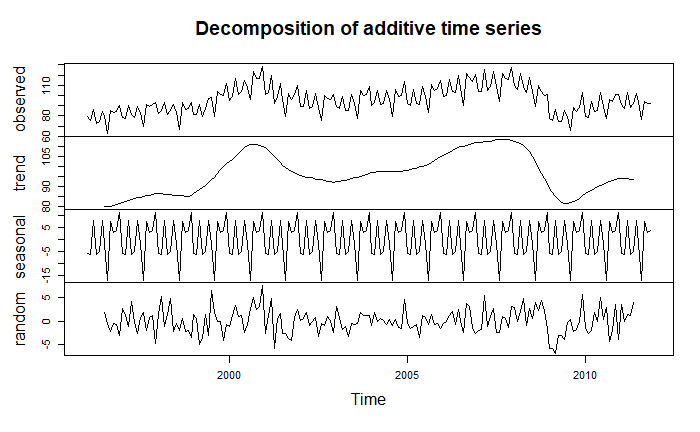 Decomposition of additive time series
observed
60 80 110
trend
80 90 105
seasonal
-15 -5 5
random
-5 0 5
2000 2005 2010
Time